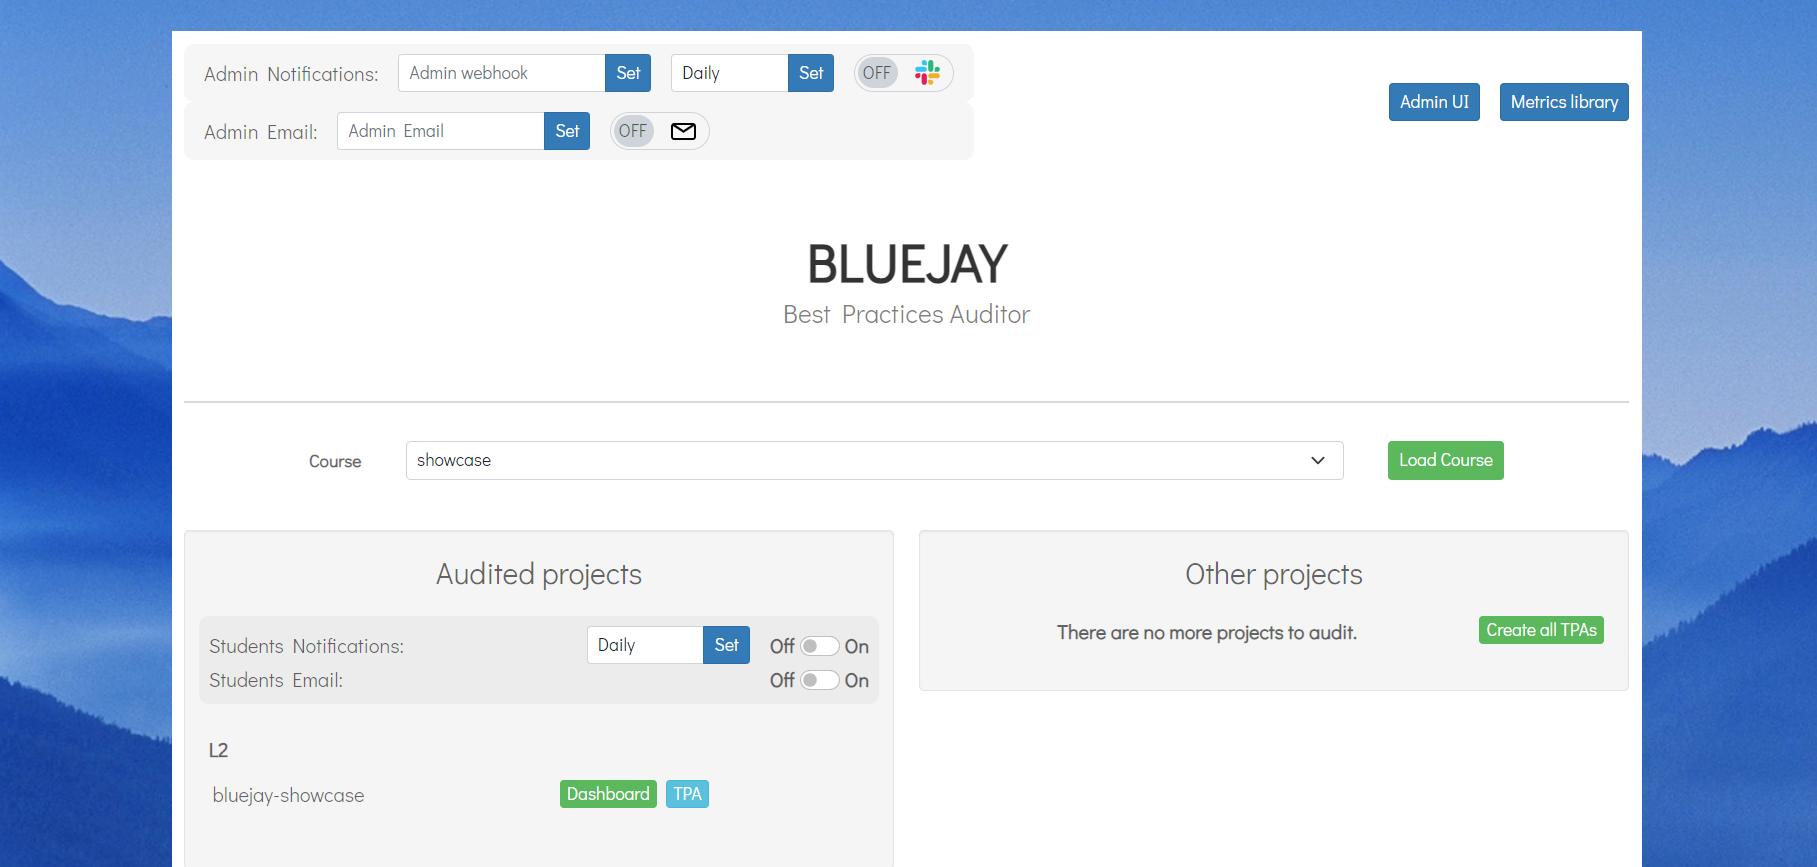 Admin Notifications: Admin webhook Set Daily Set OFF
Admin Email: Admin Email Set OFF
Admin UI Metrics library
BLUEJAY
Best Practices Auditor
Course showcase Load Course
Audited projects
Students Notifications: Daily Set Off On
Students Email: Off On
L2
bluejay-showcase Dashboard TPA
Other projects
There are no more projects to audit. Create all TPAs